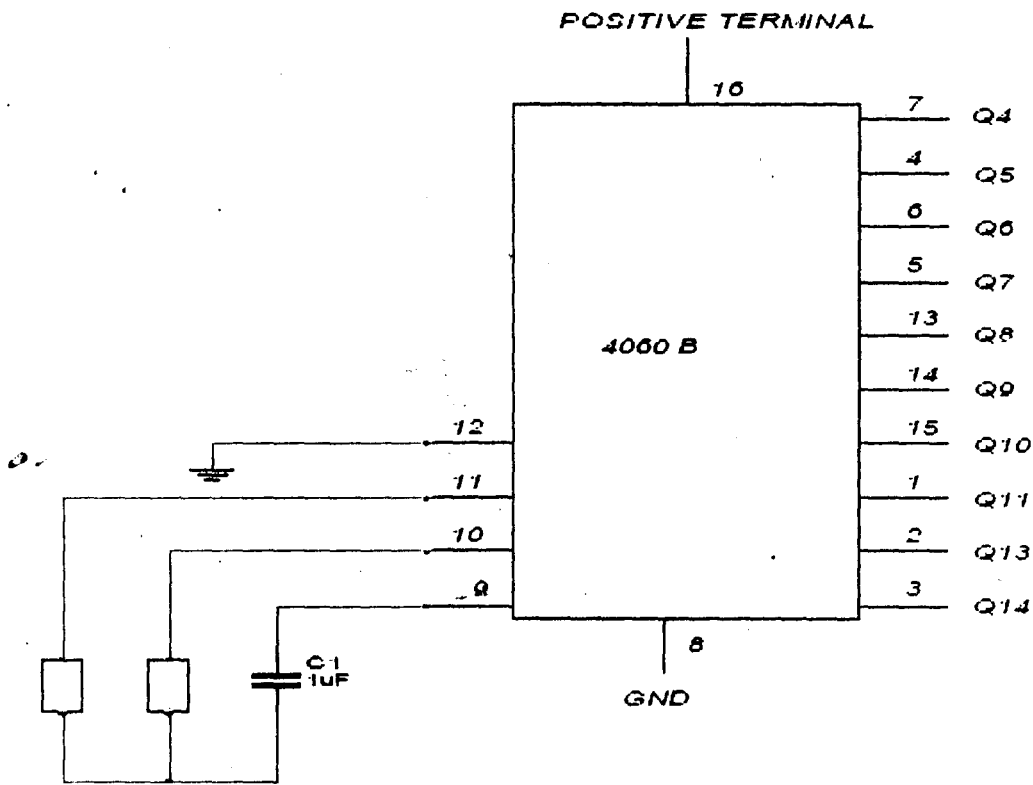 POSITIVE TERMINAL
16
7 Q4
4 Q5
6 Q6
5 Q7
13 Q8
4060 B
14 Q9
12
15 Q10
11
1 Q11
10
2 Q13
9
3 Q14
8
C1
1uF
GND